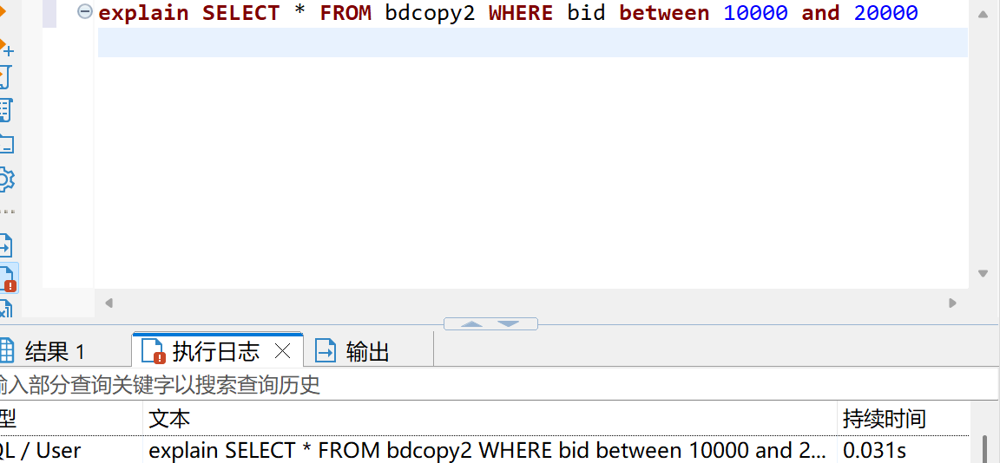 explain SELECT * FROM bdcopy2 WHERE bid between 10000 and 20000
结果 1 执行日志 输出
入部分查询关键字以搜索查询历史
型 文本 持续时间
QL / User explain SELECT * FROM bdcopy2 WHERE bid between 10000 and 2... 0.031s